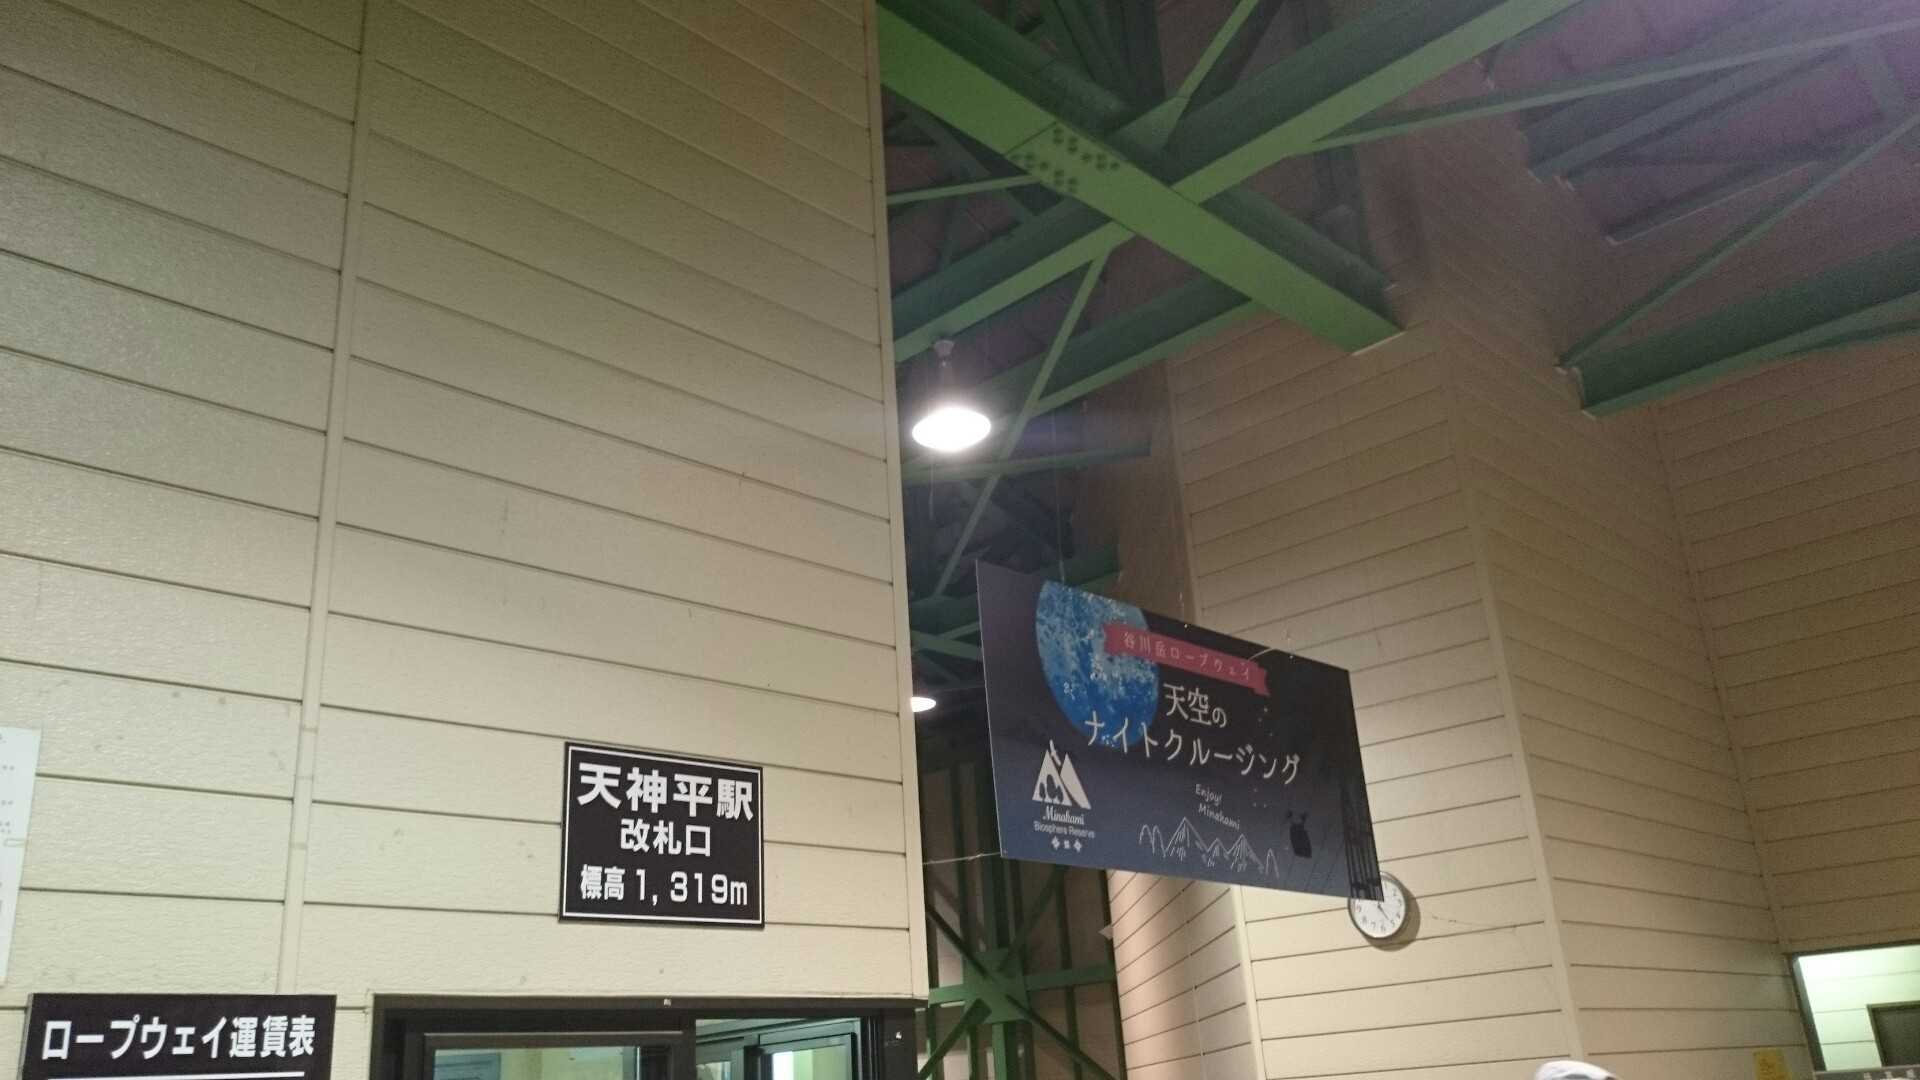 天神平駅
改札口
標高1,319m
ロープウェイ運賃表
谷川岳ロープウェイ
天空の
ナイトクルージング
Enjoy!
Minakami
Minakami
Biosphere Reserve